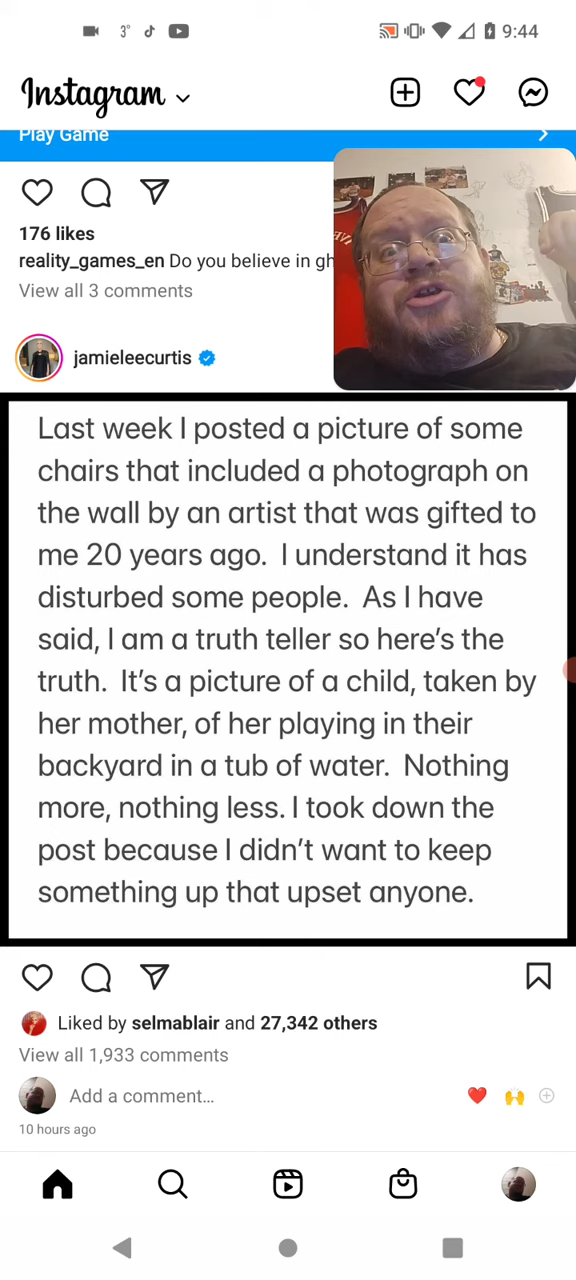 3° 9:44
Instagram
Play Game
176 likes
reality_games_en Do you believe in gh
View all 3 comments
jamieleecurtis
Last week I posted a picture of some
chairs that included a photograph on
the wall by an artist that was gifted to
me 20 years ago.  I understand it has
disturbed some people.  As I have
said, I am a truth teller so here's the
truth.  It's a picture of a child, taken by
her mother, of her playing in their
backyard in a tub of water.  Nothing
more, nothing less. I took down the
post because I didn't want to keep
something up that upset anyone.
Liked by selmablair and 27,342 others
View all 1,933 comments
Add a comment...
10 hours ago